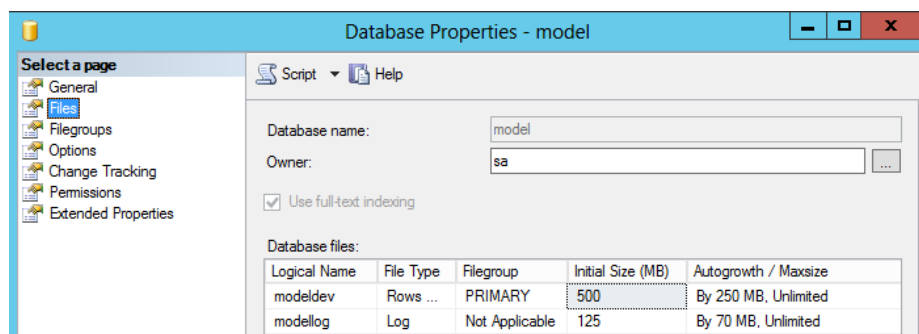 Database Properties - model
Select a page
General
Files
Filegroups
Options
Change Tracking
Permissions
Extended Properties
Script Help
Database name: model
Owner: sa ...
Use full-text indexing
Database files:
Logical Name File Type Filegroup Initial Size (MB) Autogrowth / Maxsize
modeldev Rows ... PRIMARY 500 By 250 MB, Unlimited
modellog Log Not Applicable 125 By 70 MB, Unlimited